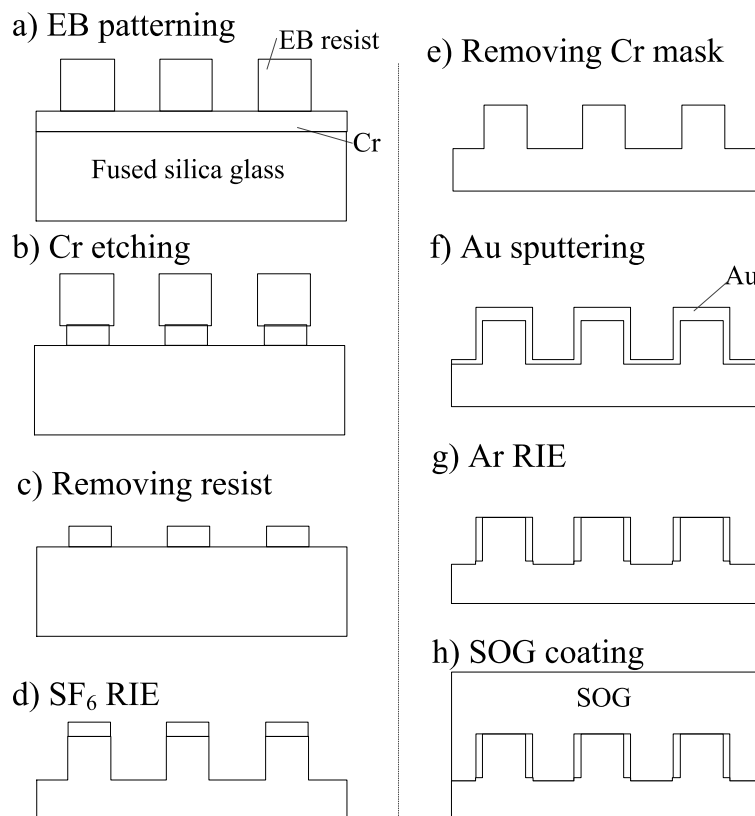 a) EB patterning
EB resist
Cr
Fused silica glass
b) Cr etching
c) Removing resist
d) SF₆ RIE
e) Removing Cr mask
f) Au sputtering
Au
g) Ar RIE
h) SOG coating
SOG